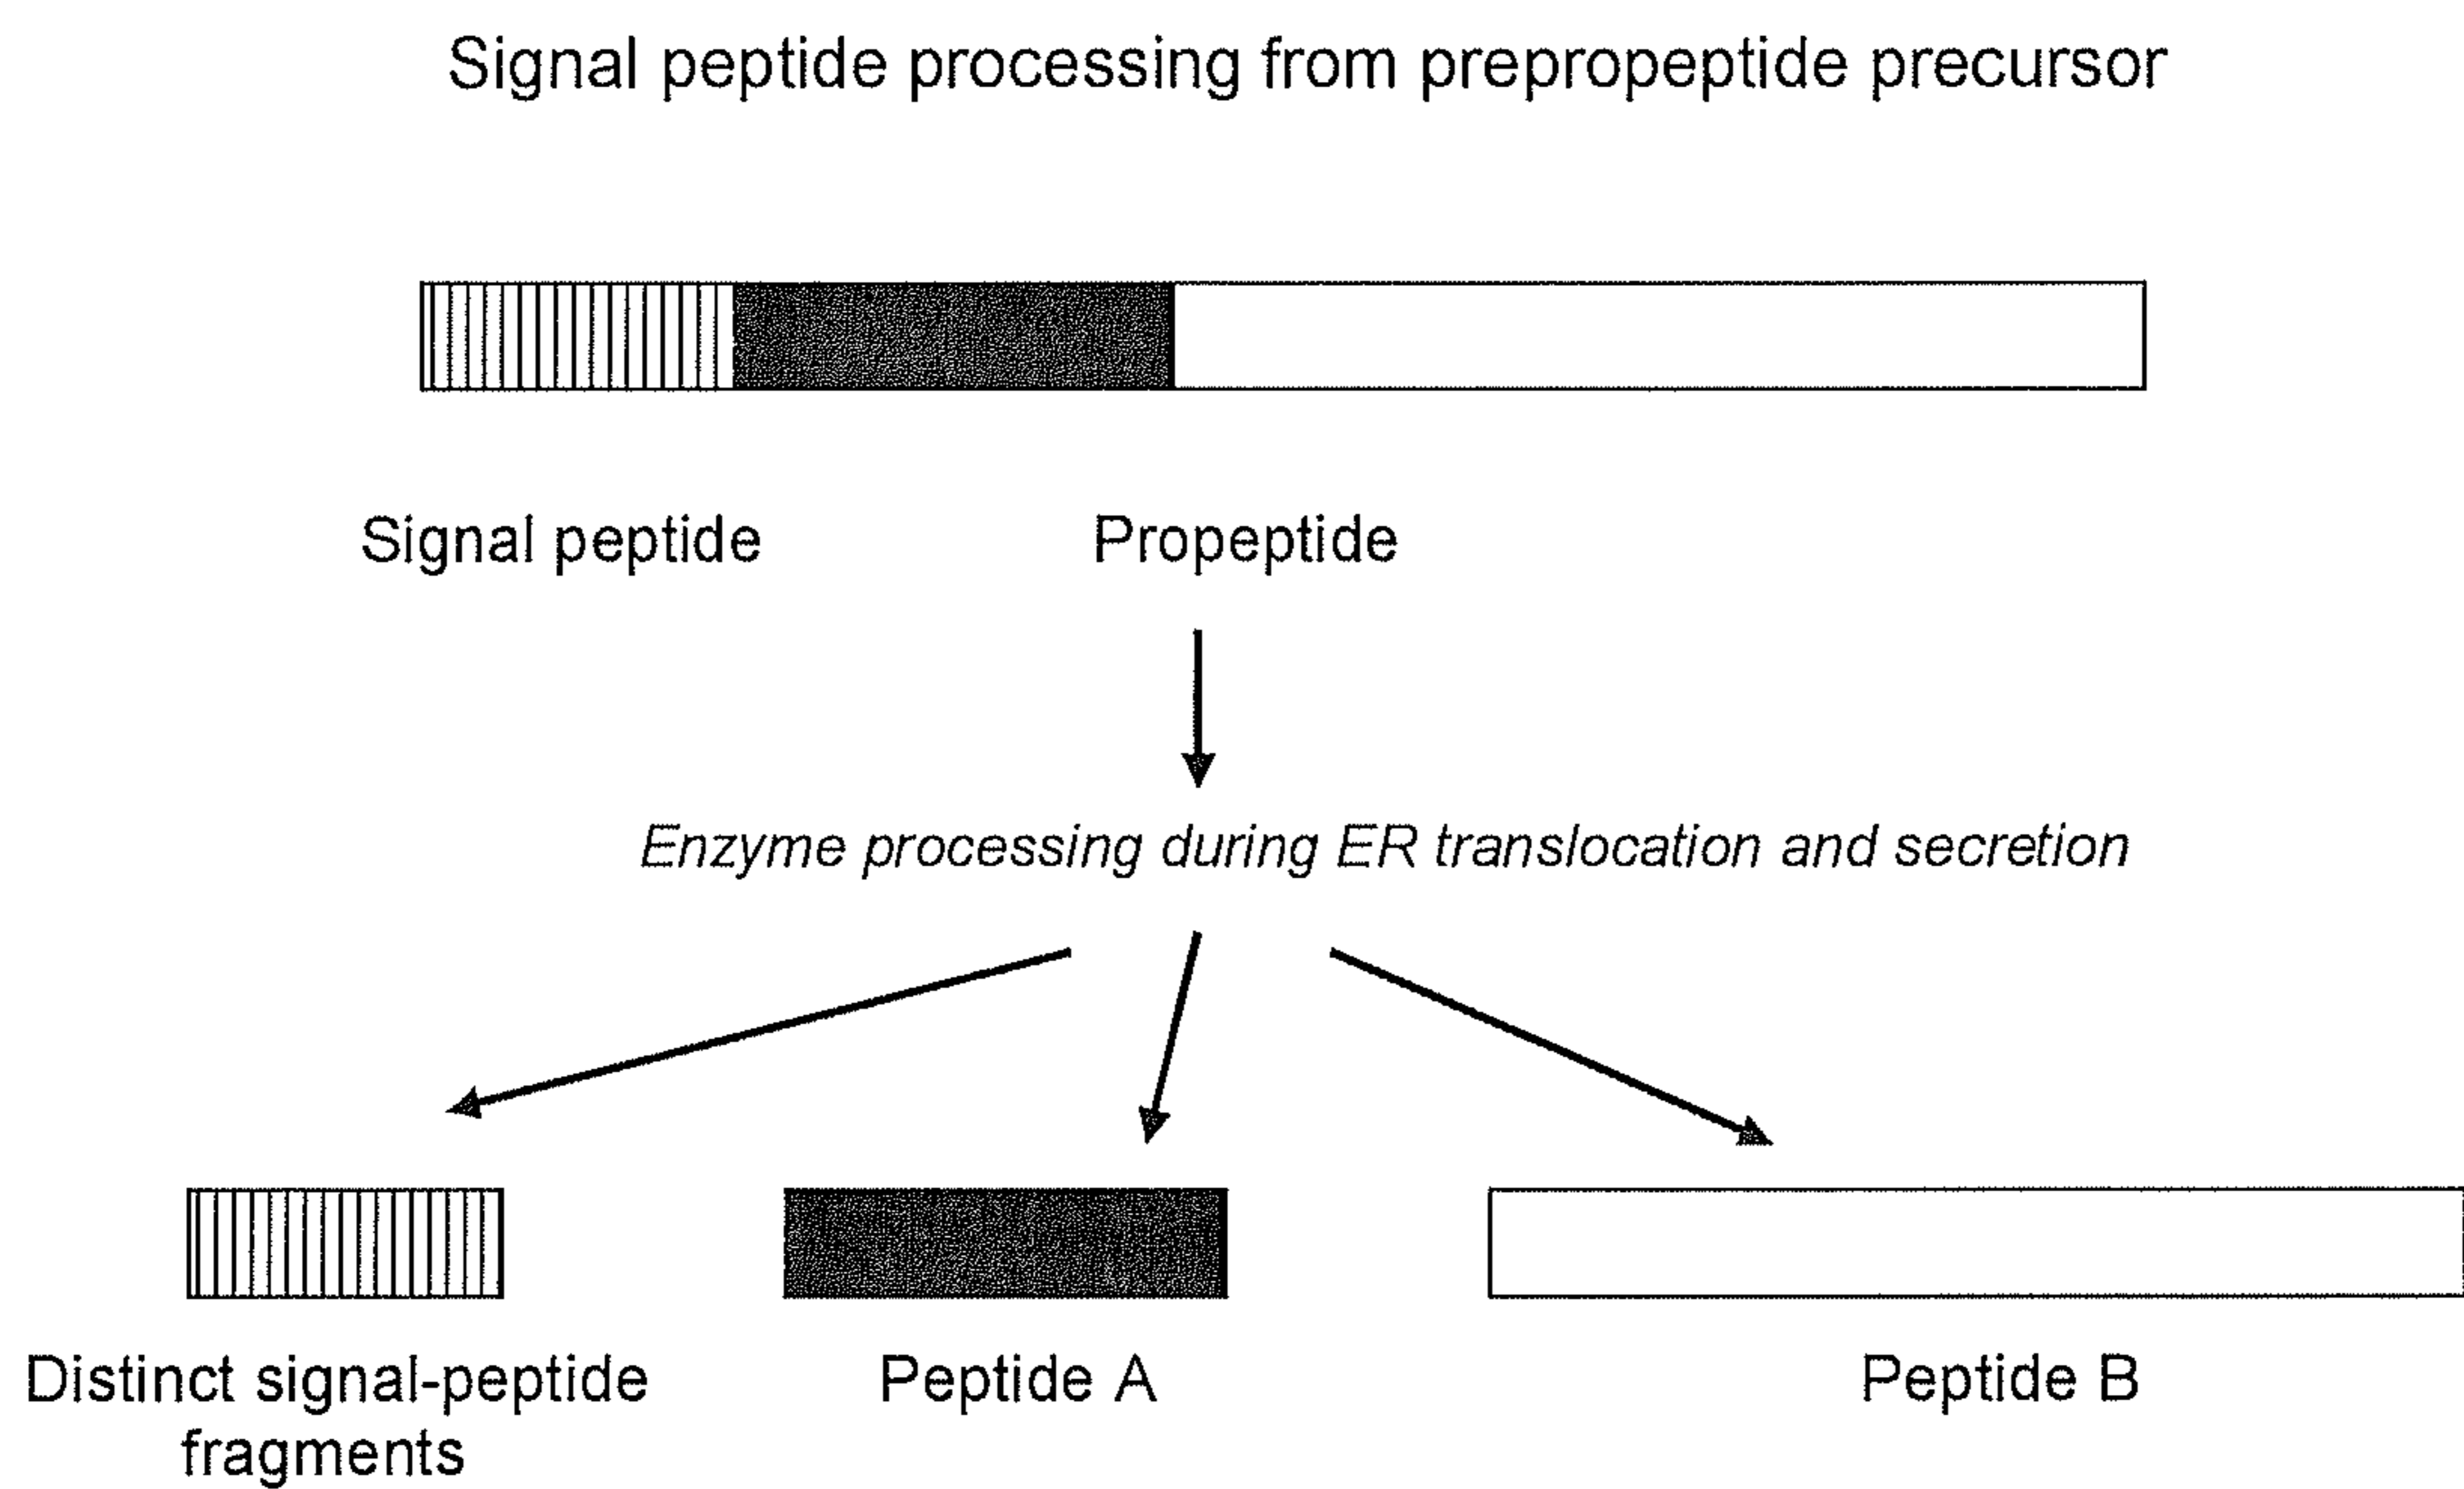 Signal peptide processing from prepropeptide precursor
Signal peptide
Propeptide
Enzyme processing during ER translocation and secretion
Distinct signal-peptide
fragments
Peptide A
Peptide B